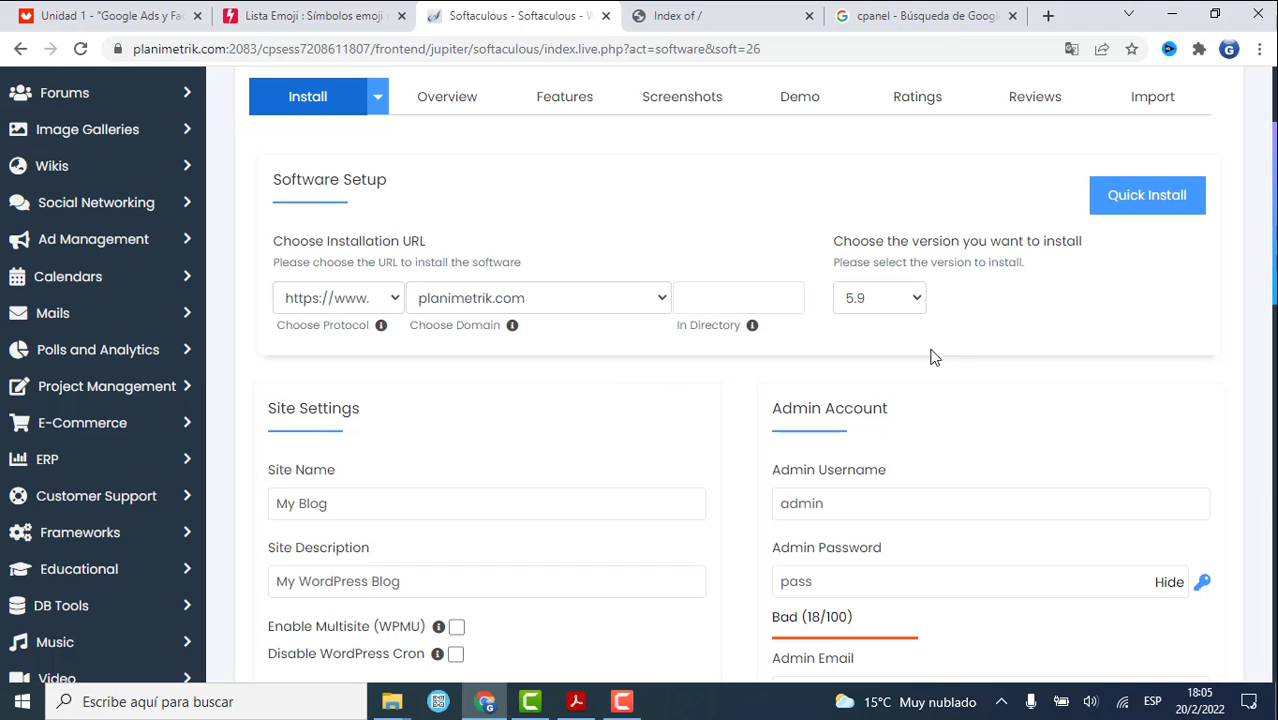 Unidad 1 - "Google Ads y Fac
Lista Emoji : Símbolos emoji
Softaculous - Softaculous - W
Index of /
cpanel - Búsqueda de Google
planimetrik.com:2083/cpsess7208611807/frontend/jupiter/softaculous/index.live.php?act=software&soft=26
Forums
Image Galleries
Wikis
Social Networking
Ad Management
Calendars
Mails
Polls and Analytics
Project Management
E-Commerce
ERP
Customer Support
Frameworks
Educational
DB Tools
Music
Video
Install
Overview
Features
Screenshots
Demo
Ratings
Reviews
Import
Software Setup
Quick Install
Choose Installation URL
Please choose the URL to install the software
https://www.
planimetrik.com
Choose Protocol
Choose Domain
In Directory
Choose the version you want to install
Please select the version to install.
5.9
Site Settings
Site Name
My Blog
Site Description
My WordPress Blog
Enable Multisite (WPMU)
Disable WordPress Cron
Admin Account
Admin Username
admin
Admin Password
pass
Hide
Bad (18/100)
Admin Email
Escribe aquí para buscar
15°C Muy nublado
ESP
18:05
20/2/2022